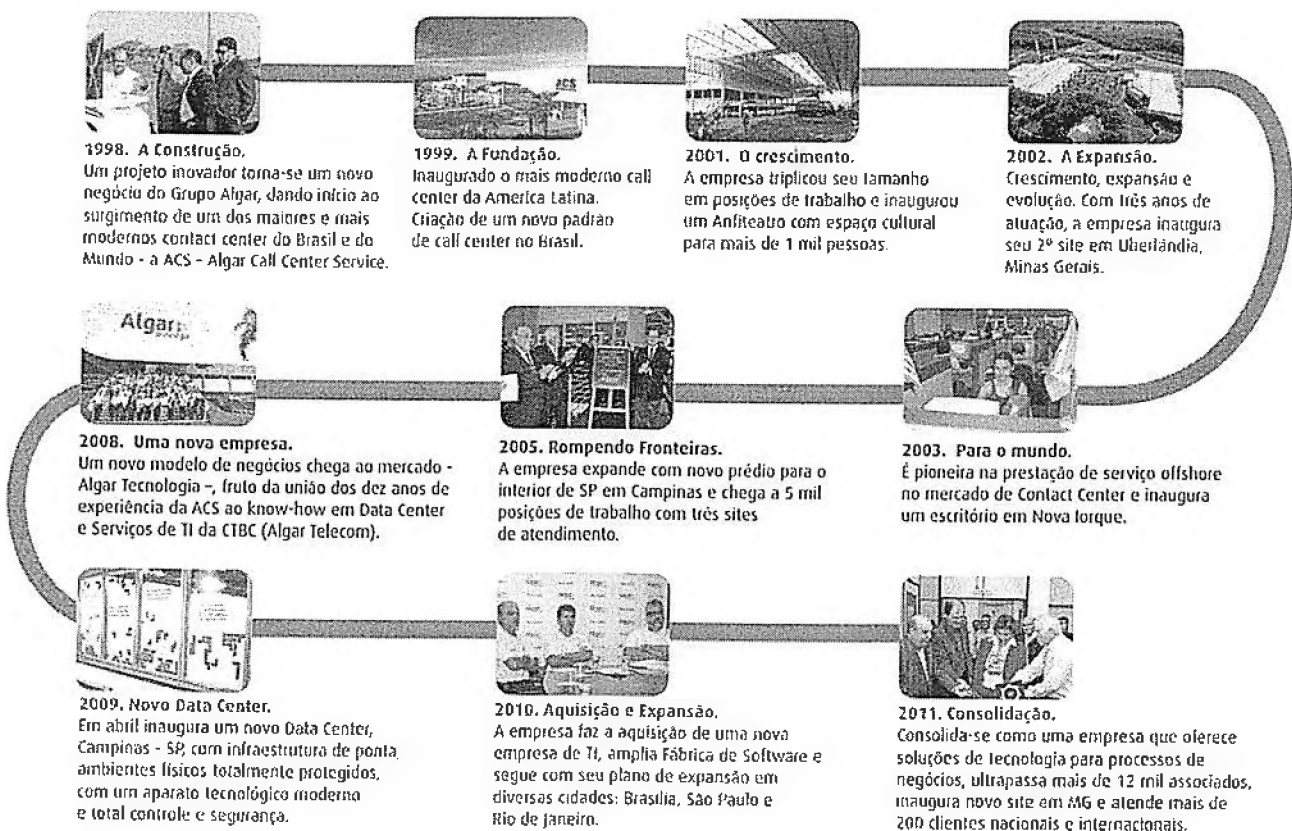 ACS
1998. A Construção.
Um projeto inovador torna-se um novo
negócio do Grupo Algar, dando início ao
surgimento de um dos maiores e mais
modernos contact center do Brasil e do
Mundo - a ACS - Algar Call Center Service.
1999. A Fundação.
Inaugurado o mais moderno call
center da America Latina.
Criação de um novo padrão
de call center no Brasil.
2001. O crescimento.
A empresa triplicou seu tamanho
em posições de trabalho e inaugurou
um Anfiteatro com espaço cultural
para mais de 1 mil pessoas.
2002. A Expansão.
Crescimento, expansão e
evolução. Com três anos de
atuação, a empresa inaugura
seu 2º site em Uberlândia,
Minas Gerais.
Algar
2008. Uma nova empresa.
Um novo modelo de negócios chega ao mercado -
Algar Tecnologia -, fruto da união dos dez anos de
experiência da ACS ao know-how em Data Center
e Serviços de TI da CTBC (Algar Telecom).
2005. Rompendo Fronteiras.
A empresa expande com novo prédio para o
interior de SP em Campinas e chega a 5 mil
posições de trabalho com três sites
de atendimento.
2003. Para o mundo.
É pioneira na prestação de serviço offshore
no mercado de Contact Center e inaugura
um escritório em Nova Iorque.
2009. Novo Data Center.
Em abril inaugura um novo Data Center,
Campinas - SP, com infraestrutura de ponta,
ambientes físicos totalmente protegidos,
com um aparato tecnológico moderno
e total controle e segurança.
2010. Aquisição e Expansão.
A empresa faz a aquisição de uma nova
empresa de TI, amplia Fábrica de Software e
segue com seu plano de expansão em
diversas cidades: Brasília, São Paulo e
Rio de Janeiro.
2011. Consolidação.
Consolida-se como uma empresa que oferece
soluções de tecnologia para processos de
negócios, ultrapassa mais de 12 mil associados,
inaugura novo site em MG e atende mais de
200 clientes nacionais e internacionais.